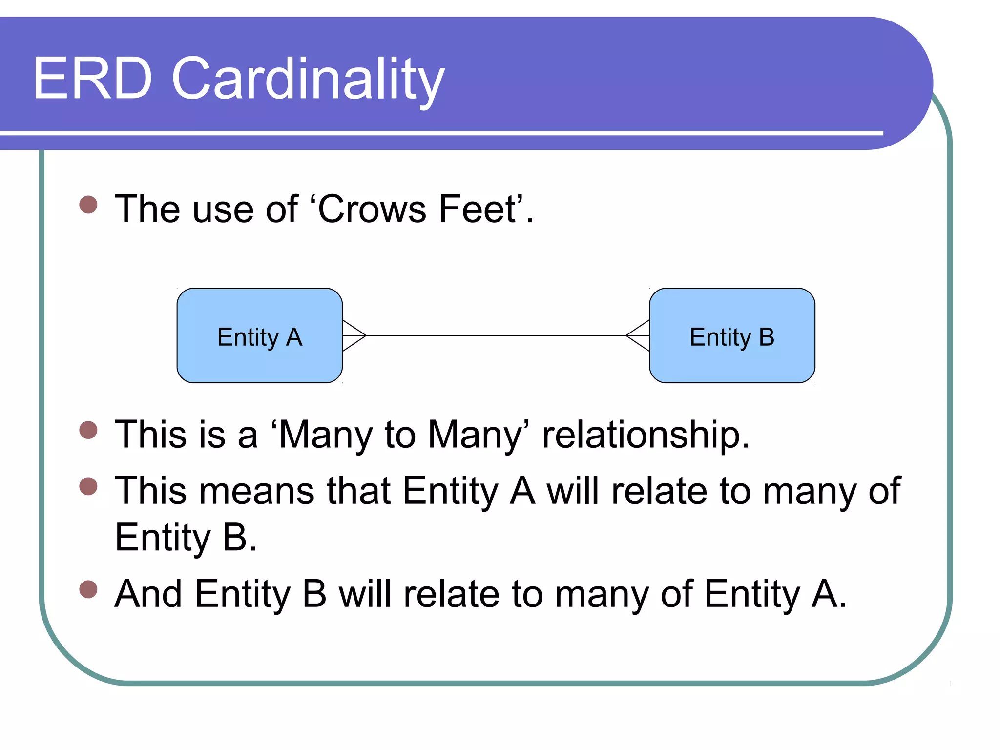 ERD Cardinality
The use of ‘Crows Feet’.
Entity A
Entity B
This is a ‘Many to Many’ relationship.
This means that Entity A will relate to many of
Entity B.
And Entity B will relate to many of Entity A.